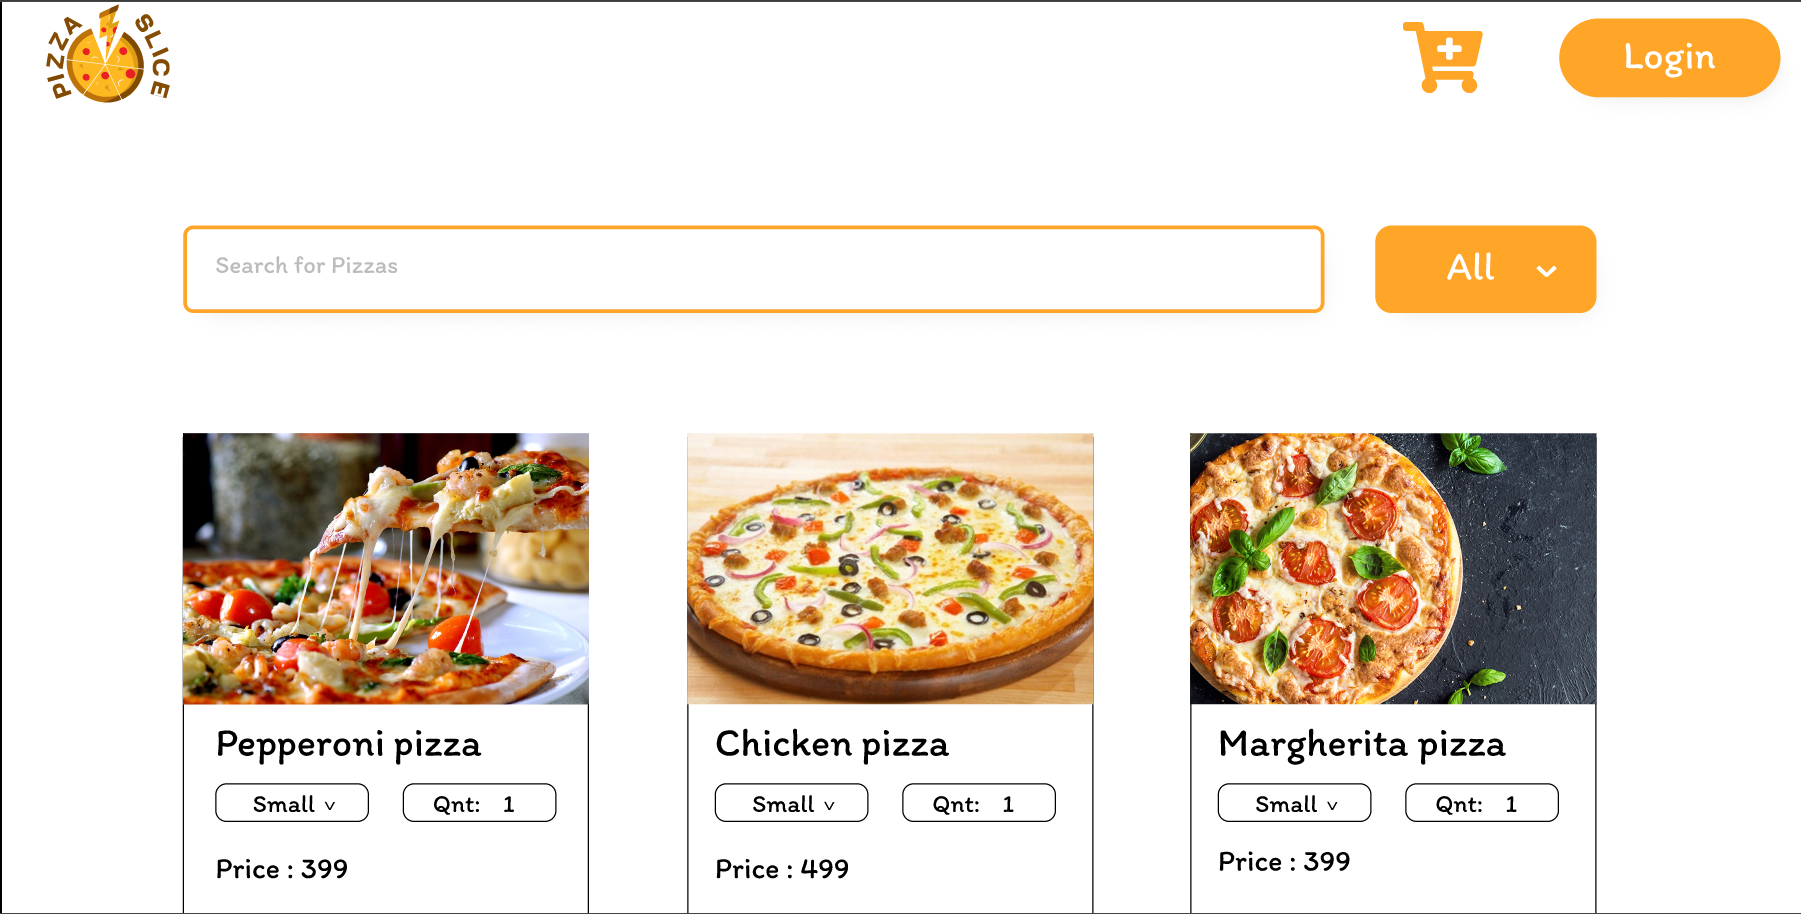 PIZZA SLICE
Login
Search for Pizzas
All
Pepperoni pizza
Small
Qnt: 1
Price : 399
Chicken pizza
Small
Qnt: 1
Price : 499
Margherita pizza
Small
Qnt: 1
Price : 399